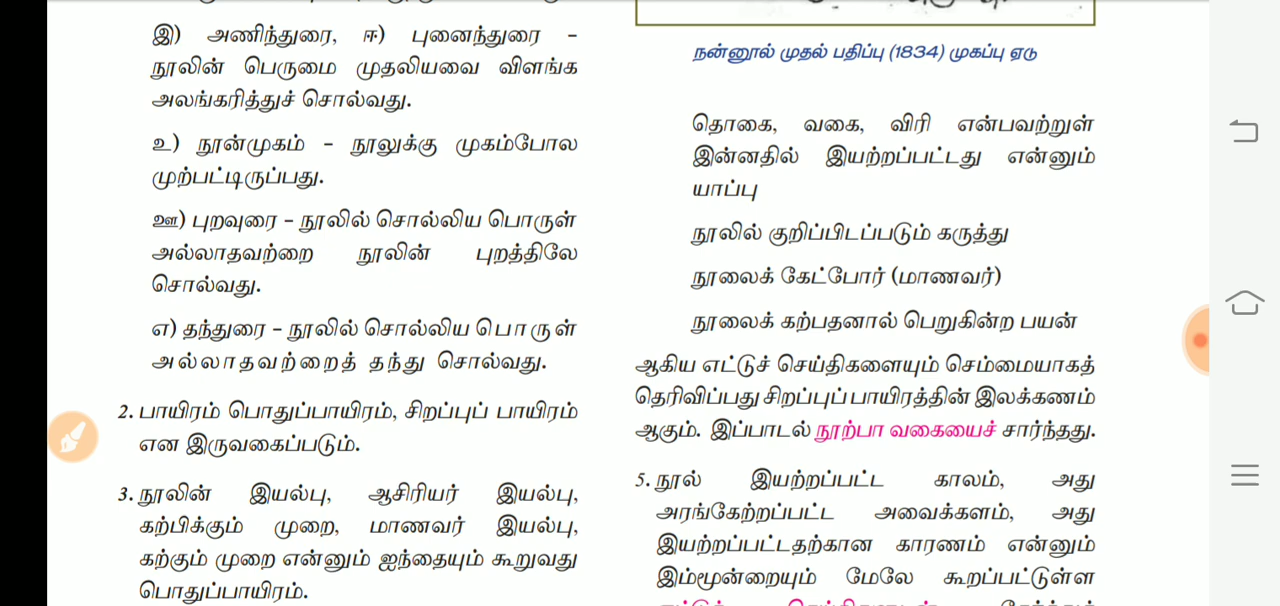 இ) அணிந்துரை, ஈ) புனைந்துரை –
நூலின் பெருமை முதலியவை விளங்க
அலங்கரித்துச் சொல்வது.
உ) நூன்முகம் – நூலுக்கு முகம்போல
முற்பட்டிருப்பது.
ஊ) புறவுரை – நூலில் சொல்லிய பொருள்
அல்லாதவற்றை நூலின் புறத்திலே
சொல்வது.
எ) தந்துரை – நூலில் சொல்லிய பொருள்
அல்லாதவற்றைத் தந்து சொல்வது.
2. பாயிரம் பொதுப்பாயிரம், சிறப்புப் பாயிரம்
என இருவகைப்படும்.
3. நூலின் இயல்பு, ஆசிரியர் இயல்பு,
கற்பிக்கும் முறை, மாணவர் இயல்பு,
கற்கும் முறை என்னும் ஐந்தையும் கூறுவது
பொதுப்பாயிரம்.
நன்னூல் முதல் பதிப்பு (1834) முகப்பு ஏடு
தொகை, வகை, விரி என்பவற்றுள்
இன்னதில் இயற்றப்பட்டது என்னும்
யாப்பு
நூலில் குறிப்பிடப்படும் கருத்து
நூலைக் கேட்போர் (மாணவர்)
நூலைக் கற்பதனால் பெறுகின்ற பயன்
ஆகிய எட்டுச் செய்திகளையும் செம்மையாகத்
தெரிவிப்பது சிறப்புப் பாயிரத்தின் இலக்கணம்
ஆகும். இப்பாடல் நூற்பா வகையைச் சார்ந்தது.
5. நூல் இயற்றப்பட்ட காலம், அது
அரங்கேற்றப்பட்ட அவைக்களம், அது
இயற்றப்பட்டதற்கான காரணம் என்னும்
இம்மூன்றையும் மேலே கூறப்பட்டுள்ள